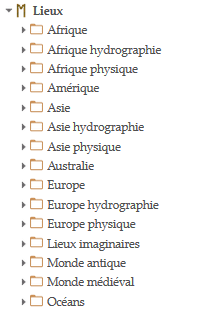 Lieux
Afrique
Afrique hydrographie
Afrique physique
Amérique
Asie
Asie hydrographie
Asie physique
Australie
Europe
Europe hydrographie
Europe physique
Lieux imaginaires
Monde antique
Monde médiéval
Océans